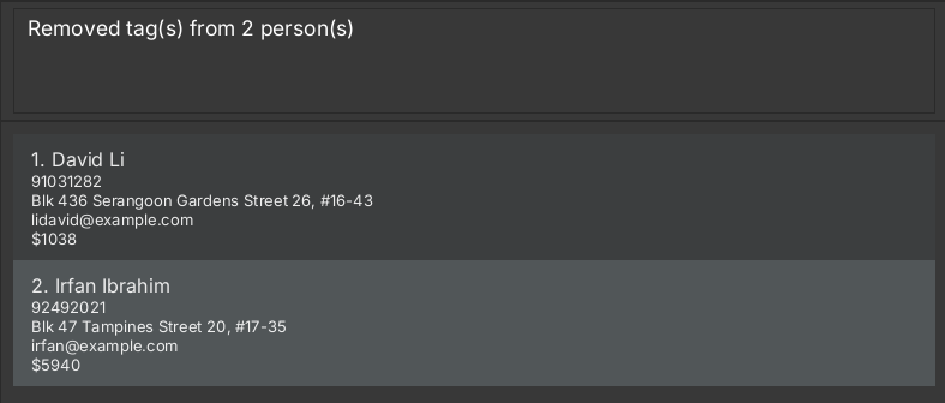 Removed tag(s) from 2 person(s)
1. David Li
91031282
Blk 436 Serangoon Gardens Street 26, #16-43
lidavid@example.com
$1038
2. Irfan Ibrahim
92492021
Blk 47 Tampines Street 20, #17-35
irfan@example.com
$5940